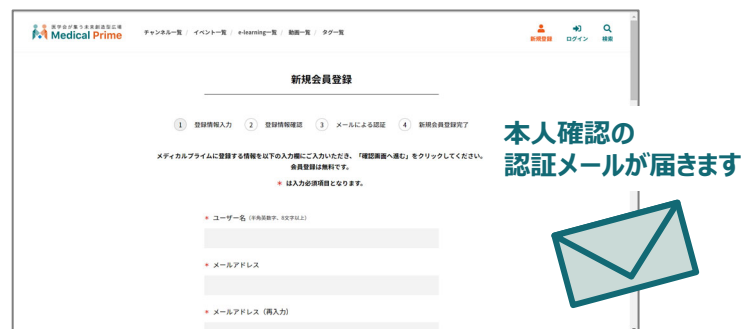 医学会が集う未来創造型広場
Medical Prime
チャンネル一覧 / イベント一覧 / e-learning一覧 / 動画一覧 / タグ一覧
新規登録 ログイン 検索
新規会員登録
1 登録情報入力 2 登録情報確認 3 メールによる認証 4 新規会員登録完了
メディカルプライムに登録する情報を以下の入力欄にご入力いただき、「確認画面へ進む」をクリックしてください。
会員登録は無料です。
* は入力必須項目となります。
* ユーザー名 (半角英数字、8文字以上)
* メールアドレス
* メールアドレス（再入力）
本人確認の
認証メールが届きます